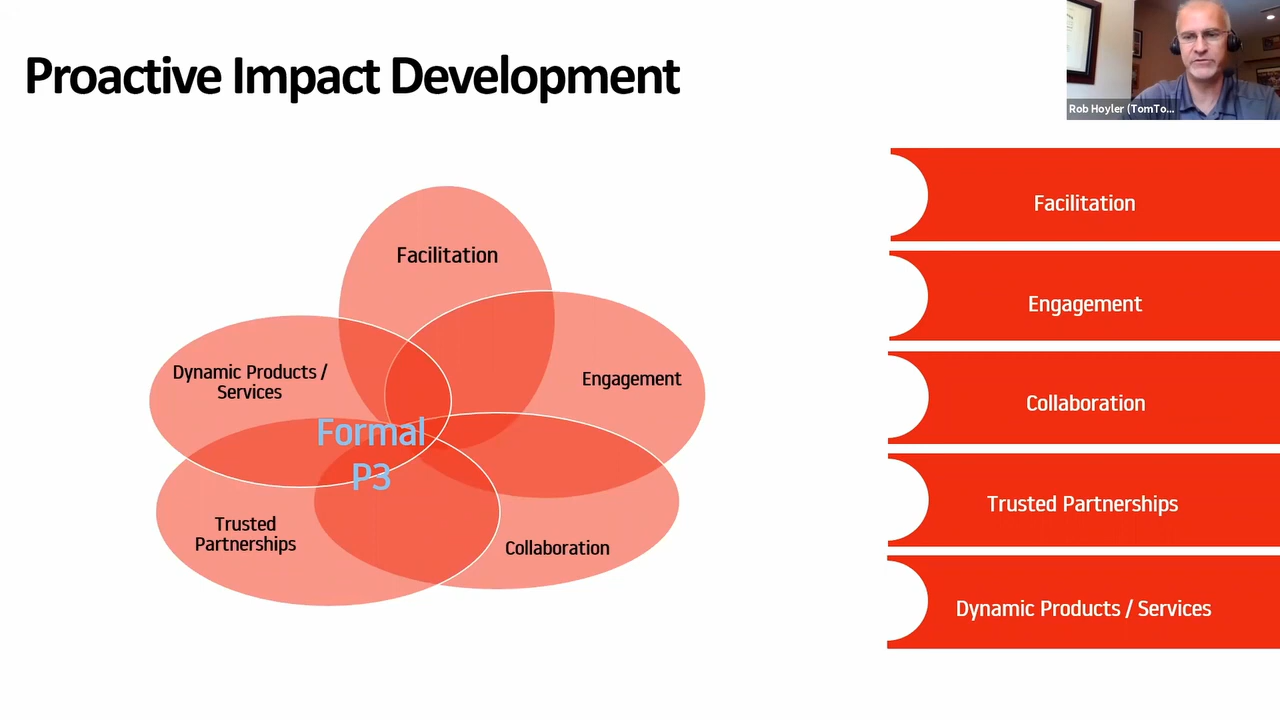 Proactive Impact Development
Rob Hoyler (TomTo...
Facilitation
Engagement
Dynamic Products /
Services
Formal
P3
Trusted
Partnerships
Collaboration
Facilitation
Engagement
Collaboration
Trusted Partnerships
Dynamic Products / Services